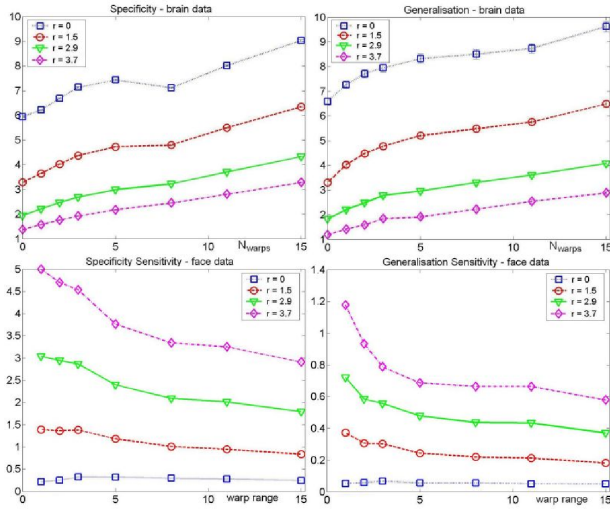 Specificity - brain data
r = 0
r = 1.5
r = 2.9
r = 3.7
10
9
8
7
6
5
4
3
2
1
0 5 10 15
Nwarps
Generalisation - brain data
r = 0
r = 1.5
r = 2.9
r = 3.7
10
9
8
7
6
5
4
3
2
1
0 5 10 15
Nwarps
Specificity Sensitivity - face data
r = 0
r = 1.5
r = 2.9
r = 3.7
5
4.5
4
3.5
3
2.5
2
1.5
1
0.5
0
0 5 10 15
warp range
Generalisation Sensitivity - face data
r = 0
r = 1.5
r = 2.9
r = 3.7
1.4
1.2
1
0.8
0.6
0.4
0.2
0
0 5 10 15
warp range